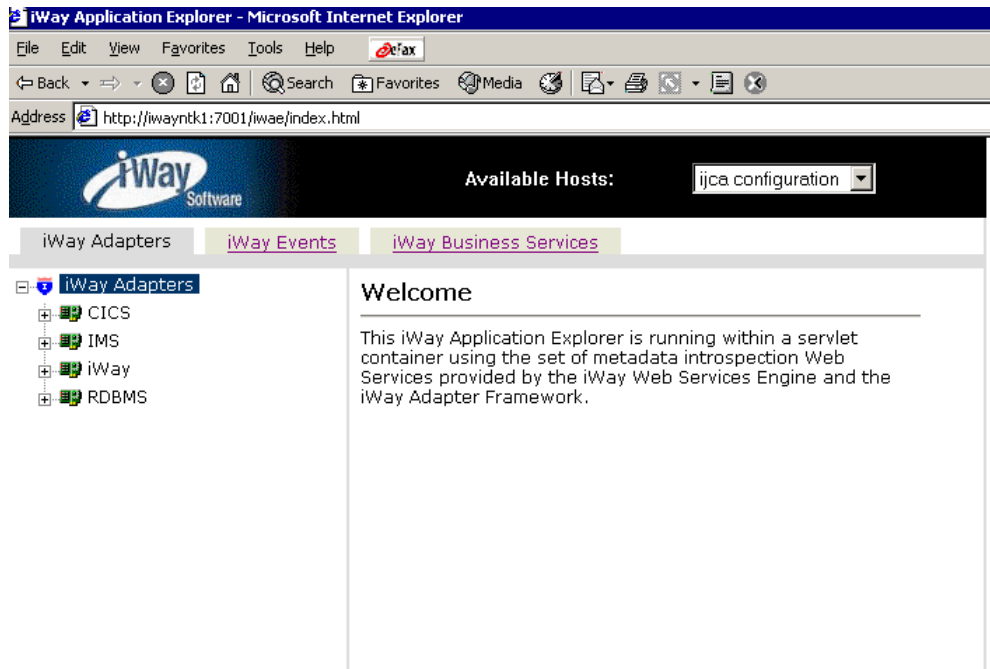 iWay Application Explorer - Microsoft Internet Explorer
File Edit View Favorites Tools Help eFax
Back Search Favorites Media
Address http://iwayntk1:7001/iwae/index.html
iWay Software
Available Hosts: ijca configuration
iWay Adapters iWay Events iWay Business Services
iWay Adapters
CICS
IMS
iWay
RDBMS
Welcome
This iWay Application Explorer is running within a servlet
container using the set of metadata introspection Web
Services provided by the iWay Web Services Engine and the
iWay Adapter Framework.